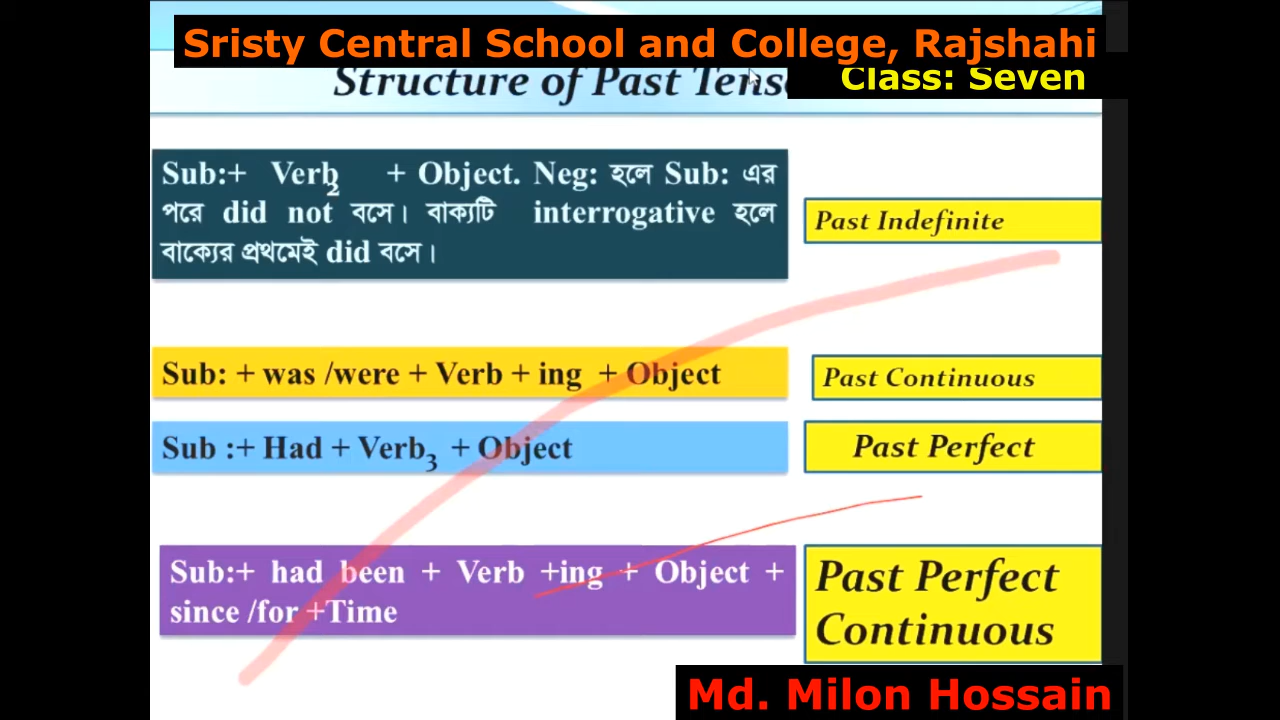 Sristy Central School and College, Rajshahi
Structure of Past Tens
Class: Seven
Sub:+ Verb2 + Object. Neg: হলে Sub: এর
পরে did not বসে। বাক্যটি interrogative হলে
বাক্যের প্রথমেই did বসে।
Past Indefinite
Sub: + was /were + Verb + ing + Object
Past Continuous
Sub :+ Had + Verb3 + Object
Past Perfect
Sub:+ had been + Verb +ing + Object +
since /for +Time
Past Perfect
Continuous
Md. Milon Hossain